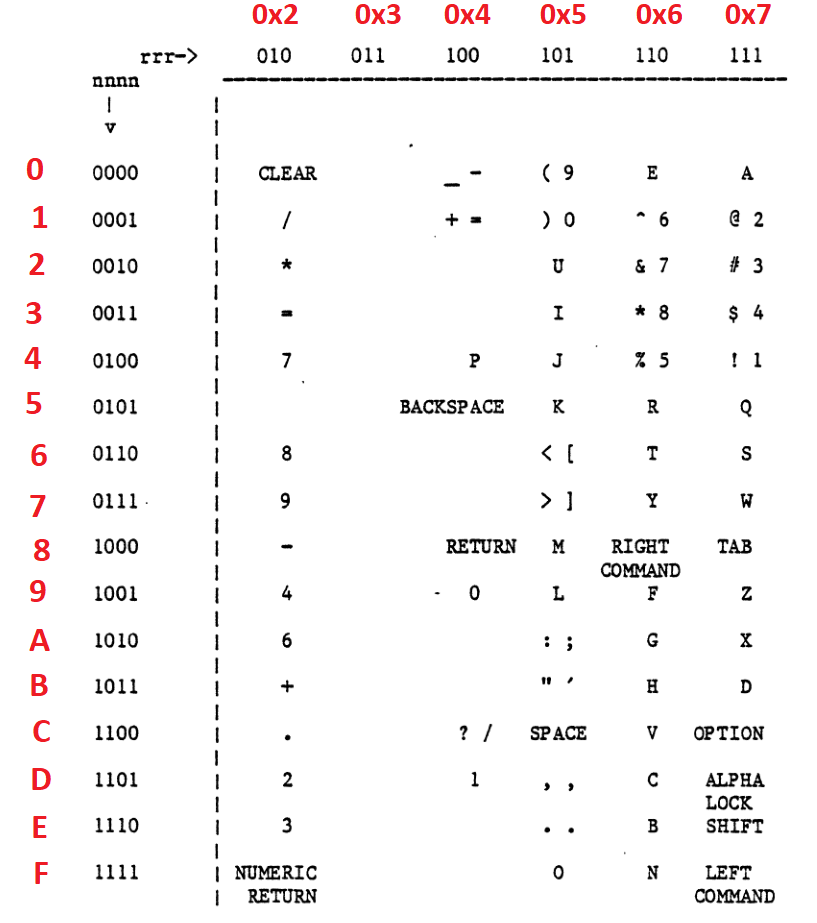 0x2 0x3 0x4 0x5 0x6 0x7
rrr-> 010 011 100 101 110 111
nnnn
|
v
0 0000 CLEAR _ - ( 9 E A
1 0001 / + = ) 0 ^ 6 @ 2
2 0010 * U & 7 # 3
3 0011 = I * 8 $ 4
4 0100 7 P J % 5 ! 1
5 0101 BACKSPACE K R Q
6 0110 8 < [ T S
7 0111 9 > ] Y W
8 1000 - RETURN M RIGHT TAB
COMMAND
9 1001 4 0 L F Z
A 1010 6 : ; G X
B 1011 + " ' H D
C 1100 . ? / SPACE V OPTION
D 1101 2 1 , , C ALPHA
LOCK
E 1110 3 . . B SHIFT
F 1111 NUMERIC O N LEFT
RETURN COMMAND